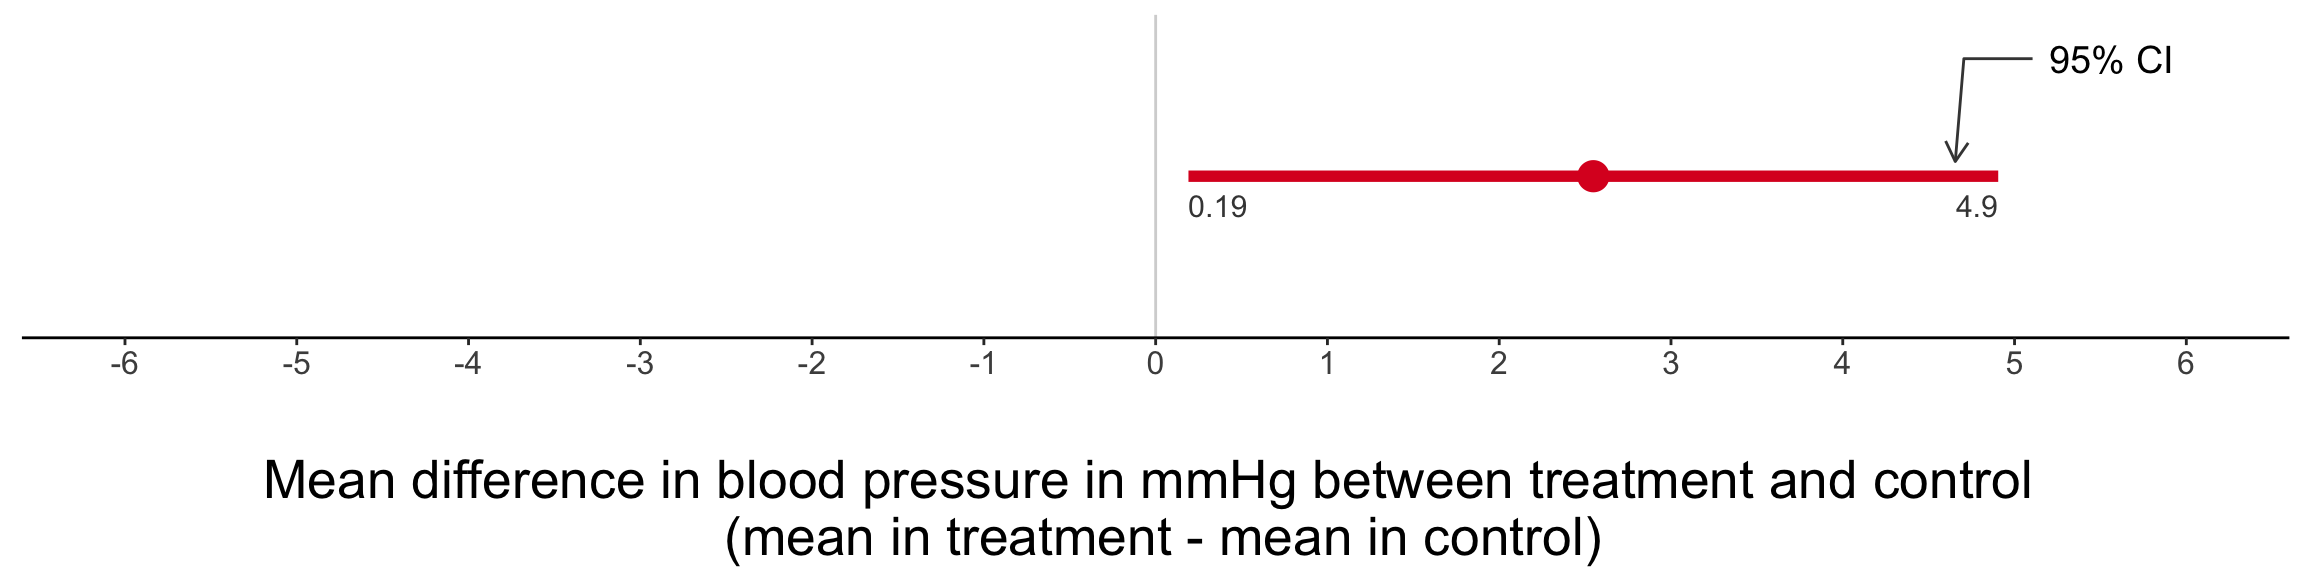 95% CI
0.19 4.9
-6 -5 -4 -3 -2 -1 0 1 2 3 4 5 6
Mean difference in blood pressure in mmHg between treatment and control
(mean in treatment - mean in control)